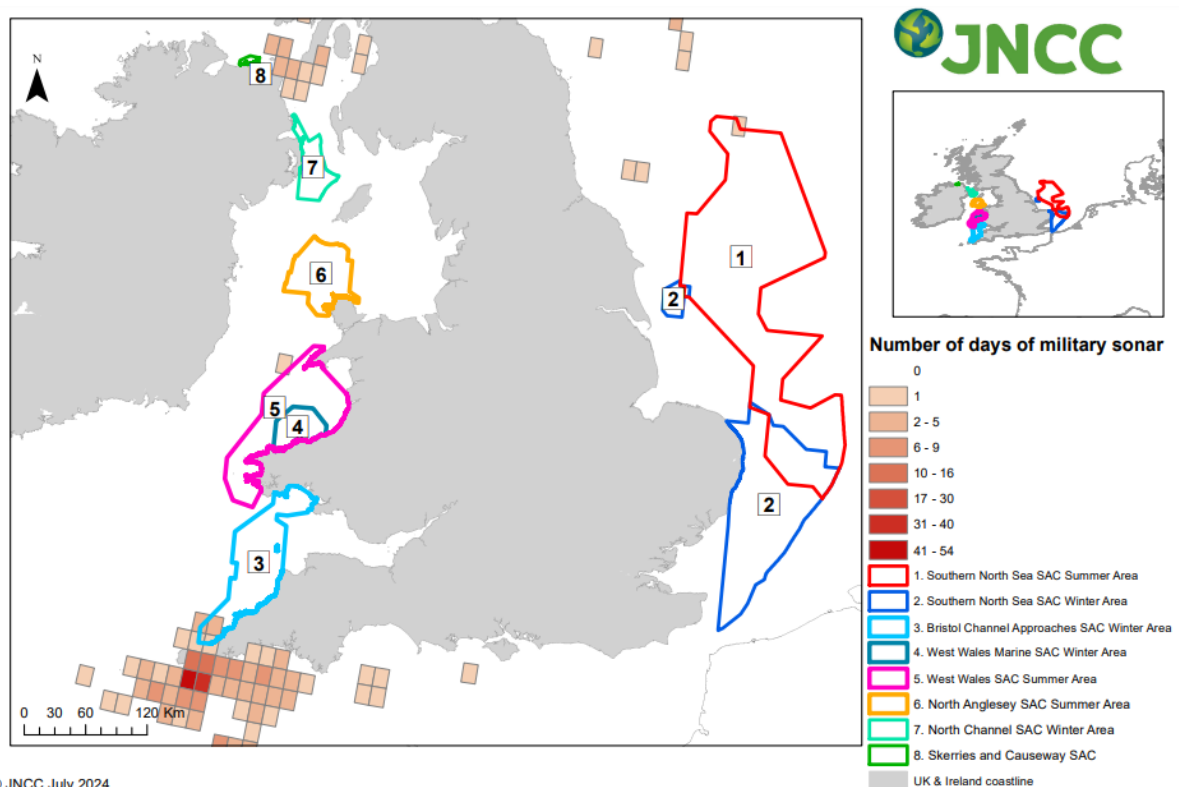 N
JNCC
8
7
6
5
4
3
1
2
2
0 30 60 120 Km
Number of days of military sonar
0
1
2 - 5
6 - 9
10 - 16
17 - 30
31 - 40
41 - 54
1. Southern North Sea SAC Summer Area
2. Southern North Sea SAC Winter Area
3. Bristol Channel Approaches SAC Winter Area
4. West Wales Marine SAC Winter Area
5. West Wales SAC Summer Area
6. North Anglesey SAC Summer Area
7. North Channel SAC Winter Area
8. Skerries and Causeway SAC
UK & Ireland coastline
© JNCC July 2024